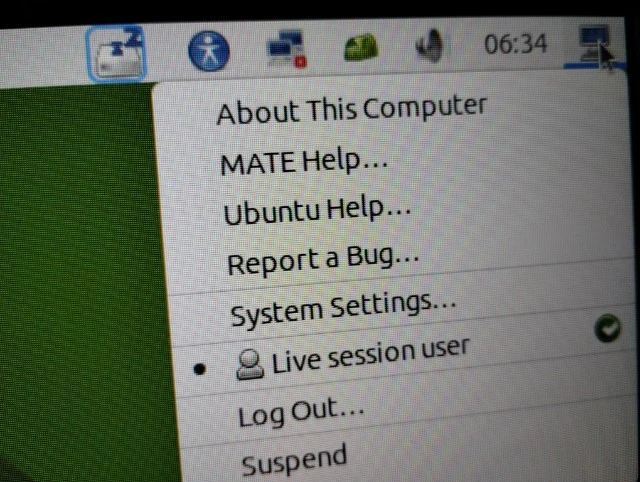 06:34
About This Computer
MATE Help...
Ubuntu Help...
Report a Bug...
System Settings...
Live session user
Log Out...
Suspend